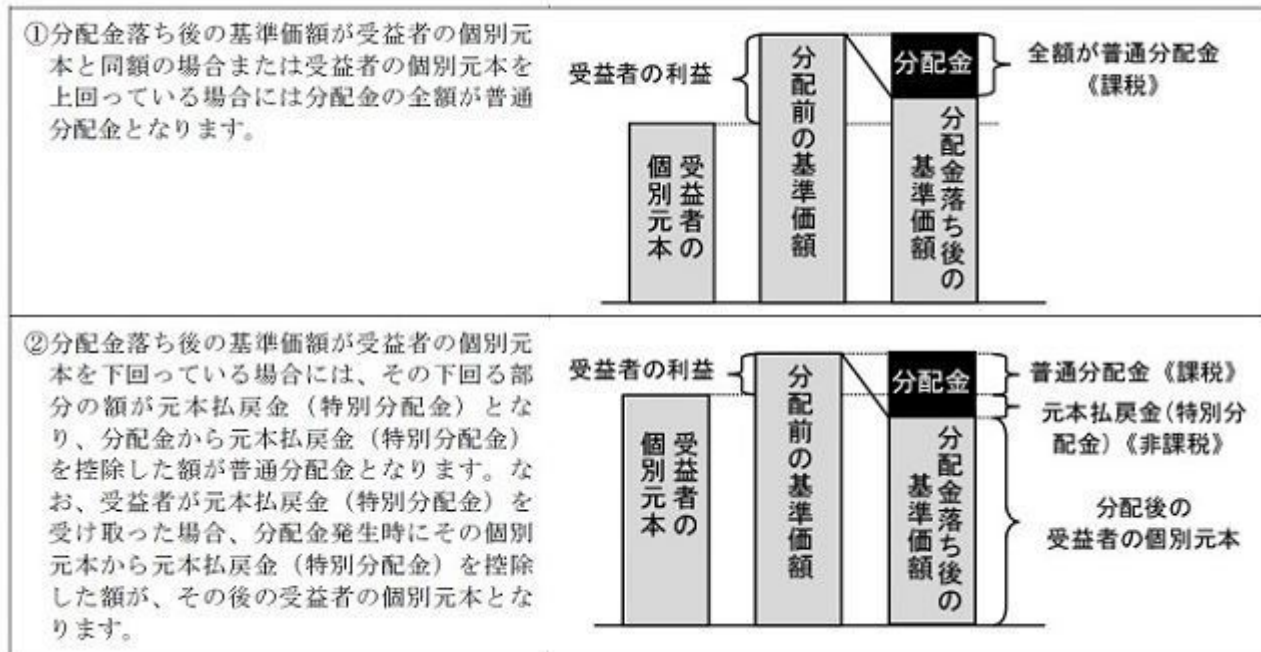 ①分配金落ち後の基準価額が受益者の個別元
本と同額の場合または受益者の個別元本を
上回っている場合には分配金の全額が普通
分配金となります。
受益者の利益
受益者の
個別元本
分配前の基準価額
分配金
分配金落ち後の
基準価額
全額が普通分配金
《課税》
②分配金落ち後の基準価額が受益者の個別元
本を下回っている場合には、その下回る部
分の額が元本払戻金（特別分配金）とな
り、分配金から元本払戻金（特別分配金）
を控除した額が普通分配金となります。な
お、受益者が元本払戻金（特別分配金）を
受け取った場合、分配金発生時にその個別
元本から元本払戻金（特別分配金）を控除
した額が、その後の受益者の個別元本とな
ります。
受益者の利益
受益者の
個別元本
分配前の基準価額
分配金
分配金落ち後の
基準価額
普通分配金《課税》
元本払戻金（特別分
配金）《非課税》
分配後の
受益者の個別元本